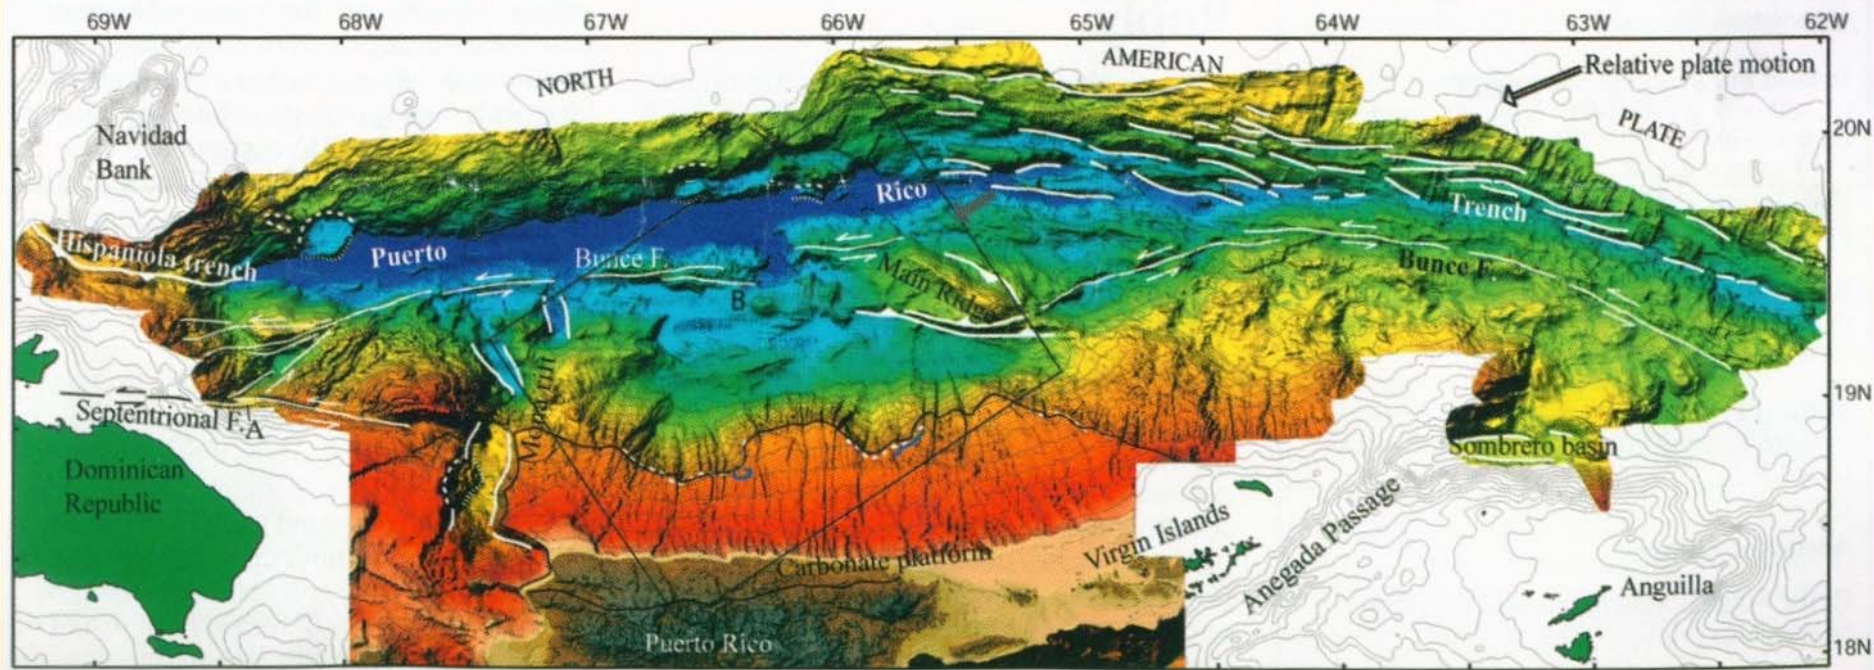 69W 68W 67W 66W 65W 64W 63W 62W
NORTH
AMERICAN
Relative plate motion
PLATE
20N
Navidad
Bank
Rico
Trench
Hispaniola trench
Puerto
Bunce F.
Bunce F.
Main Ridge
B
19N
Septentrional F.
A
Sombrero basin
Dominican
Republic
Virgin Islands
Anegada Passage
Carbonate platform
Anguilla
Puerto Rico
18N